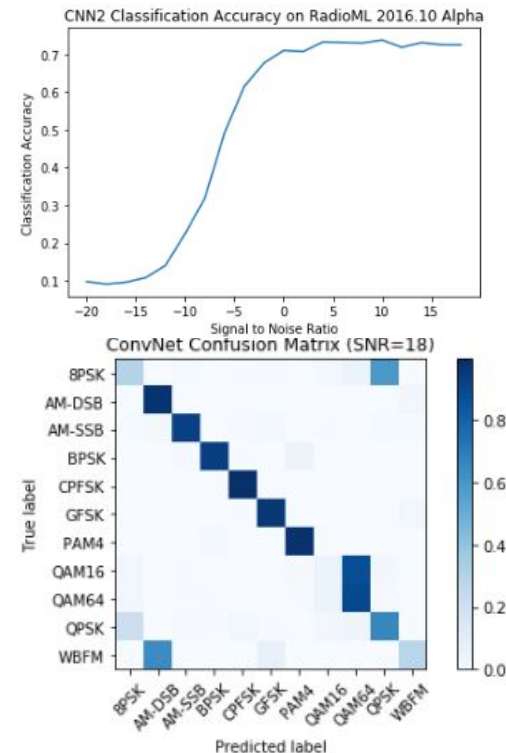 CNN2 Classification Accuracy on RadioML 2016.10 Alpha
0.7
0.6
0.5
0.4
0.3
0.2
0.1
Classification Accuracy
−20 −15 −10 −5 0 5 10 15
Signal to Noise Ratio
ConvNet Confusion Matrix (SNR=18)
8PSK
AM-DSB
AM-SSB
BPSK
CPFSK
GFSK
PAM4
QAM16
QAM64
QPSK
WBFM
True label
8PSK AM-DSB AM-SSB BPSK CPFSK GFSK PAM4 QAM16 QAM64 QPSK WBFM
Predicted label
0.8
0.6
0.4
0.2
0.0